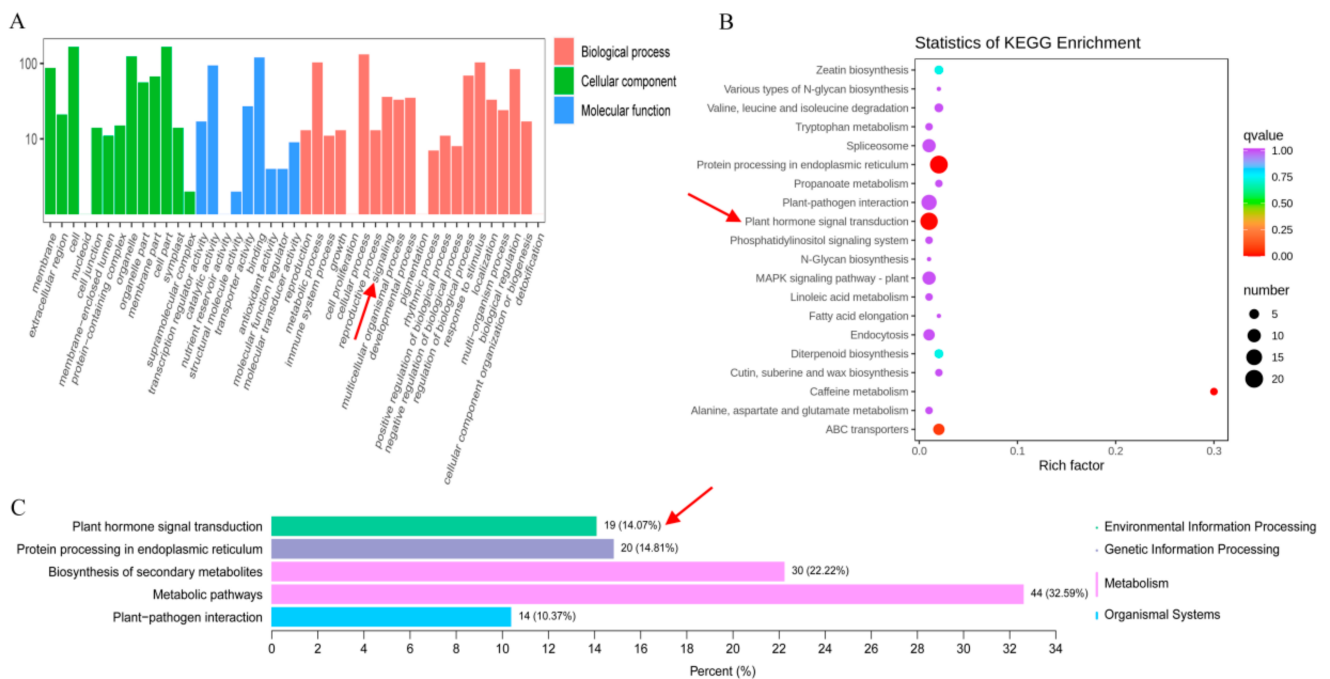 A
100
10
Biological process
Cellular component
Molecular function
membrane
extracellular region
cell
nucleoid
cell junction
membrane-enclosed lumen
protein-containing complex
organelle
organelle part
membrane part
cell part
symplast
supramolecular complex
transcription regulator activity
catalytic activity
nutrient reservoir activity
structural molecule activity
transporter activity
binding
antioxidant activity
molecular function regulator
molecular transducer activity
reproduction
metabolic process
immune system process
growth
cell proliferation
cellular process
reproductive process
signaling
multicellular organismal process
developmental process
pigmentation
rhythmic process
positive regulation of biological process
negative regulation of biological process
regulation of biological process
response to stimulus
localization
multi-organism process
biological regulation
cellular component organization or biogenesis
detoxification
B
Statistics of KEGG Enrichment
Zeatin biosynthesis
Various types of N-glycan biosynthesis
Valine, leucine and isoleucine degradation
Tryptophan metabolism
Spliceosome
Protein processing in endoplasmic reticulum
Propanoate metabolism
Plant-pathogen interaction
Plant hormone signal transduction
Phosphatidylinositol signaling system
N-Glycan biosynthesis
MAPK signaling pathway - plant
Linoleic acid metabolism
Fatty acid elongation
Endocytosis
Diterpenoid biosynthesis
Cutin, suberine and wax biosynthesis
Caffeine metabolism
Alanine, aspartate and glutamate metabolism
ABC transporters
0.0 0.1 0.2 0.3
Rich factor
qvalue
1.00
0.75
0.50
0.25
0.00
number
5
10
15
20
C
Plant hormone signal transduction 19 (14.07%)
Protein processing in endoplasmic reticulum 20 (14.81%)
Biosynthesis of secondary metabolites 30 (22.22%)
Metabolic pathways 44 (32.59%)
Plant−pathogen interaction 14 (10.37%)
0 2 4 6 8 10 12 14 16 18 20 22 24 26 28 30 32 34
Percent (%)
Environmental Information Processing
Genetic Information Processing
Metabolism
Organismal Systems